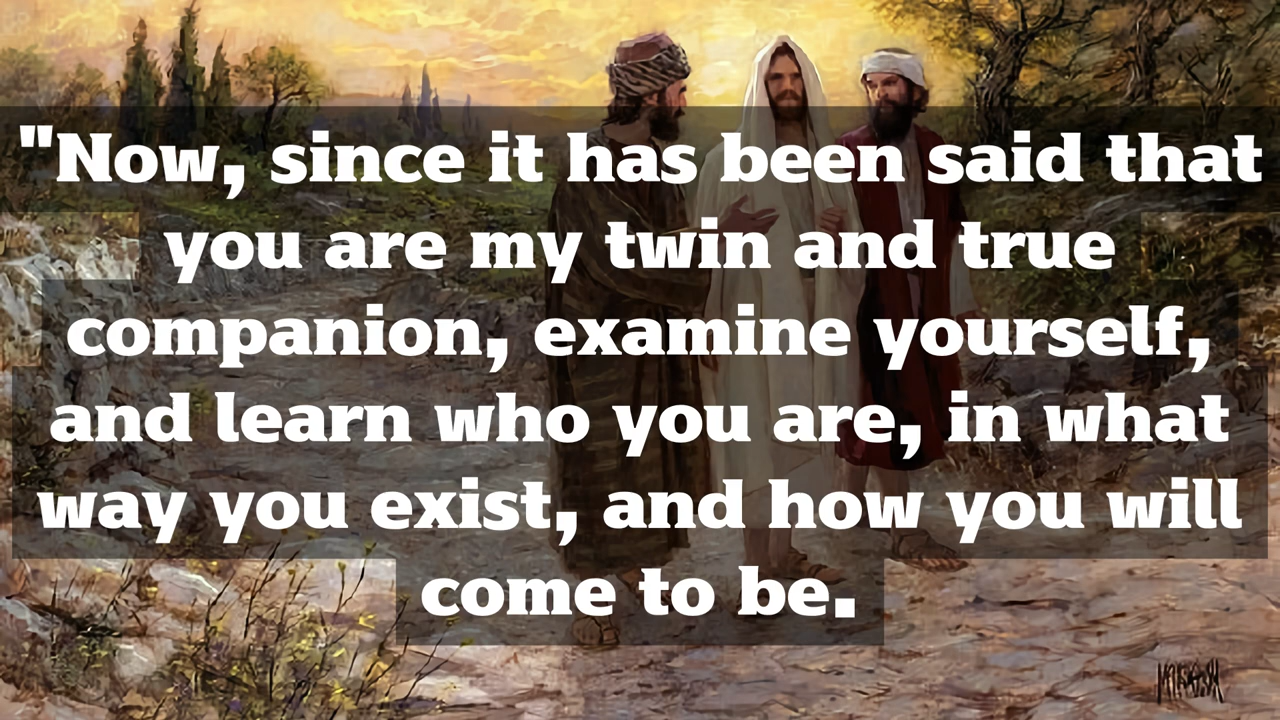 "Now, since it has been said that
you are my twin and true
companion, examine yourself,
and learn who you are, in what
way you exist, and how you will
come to be.